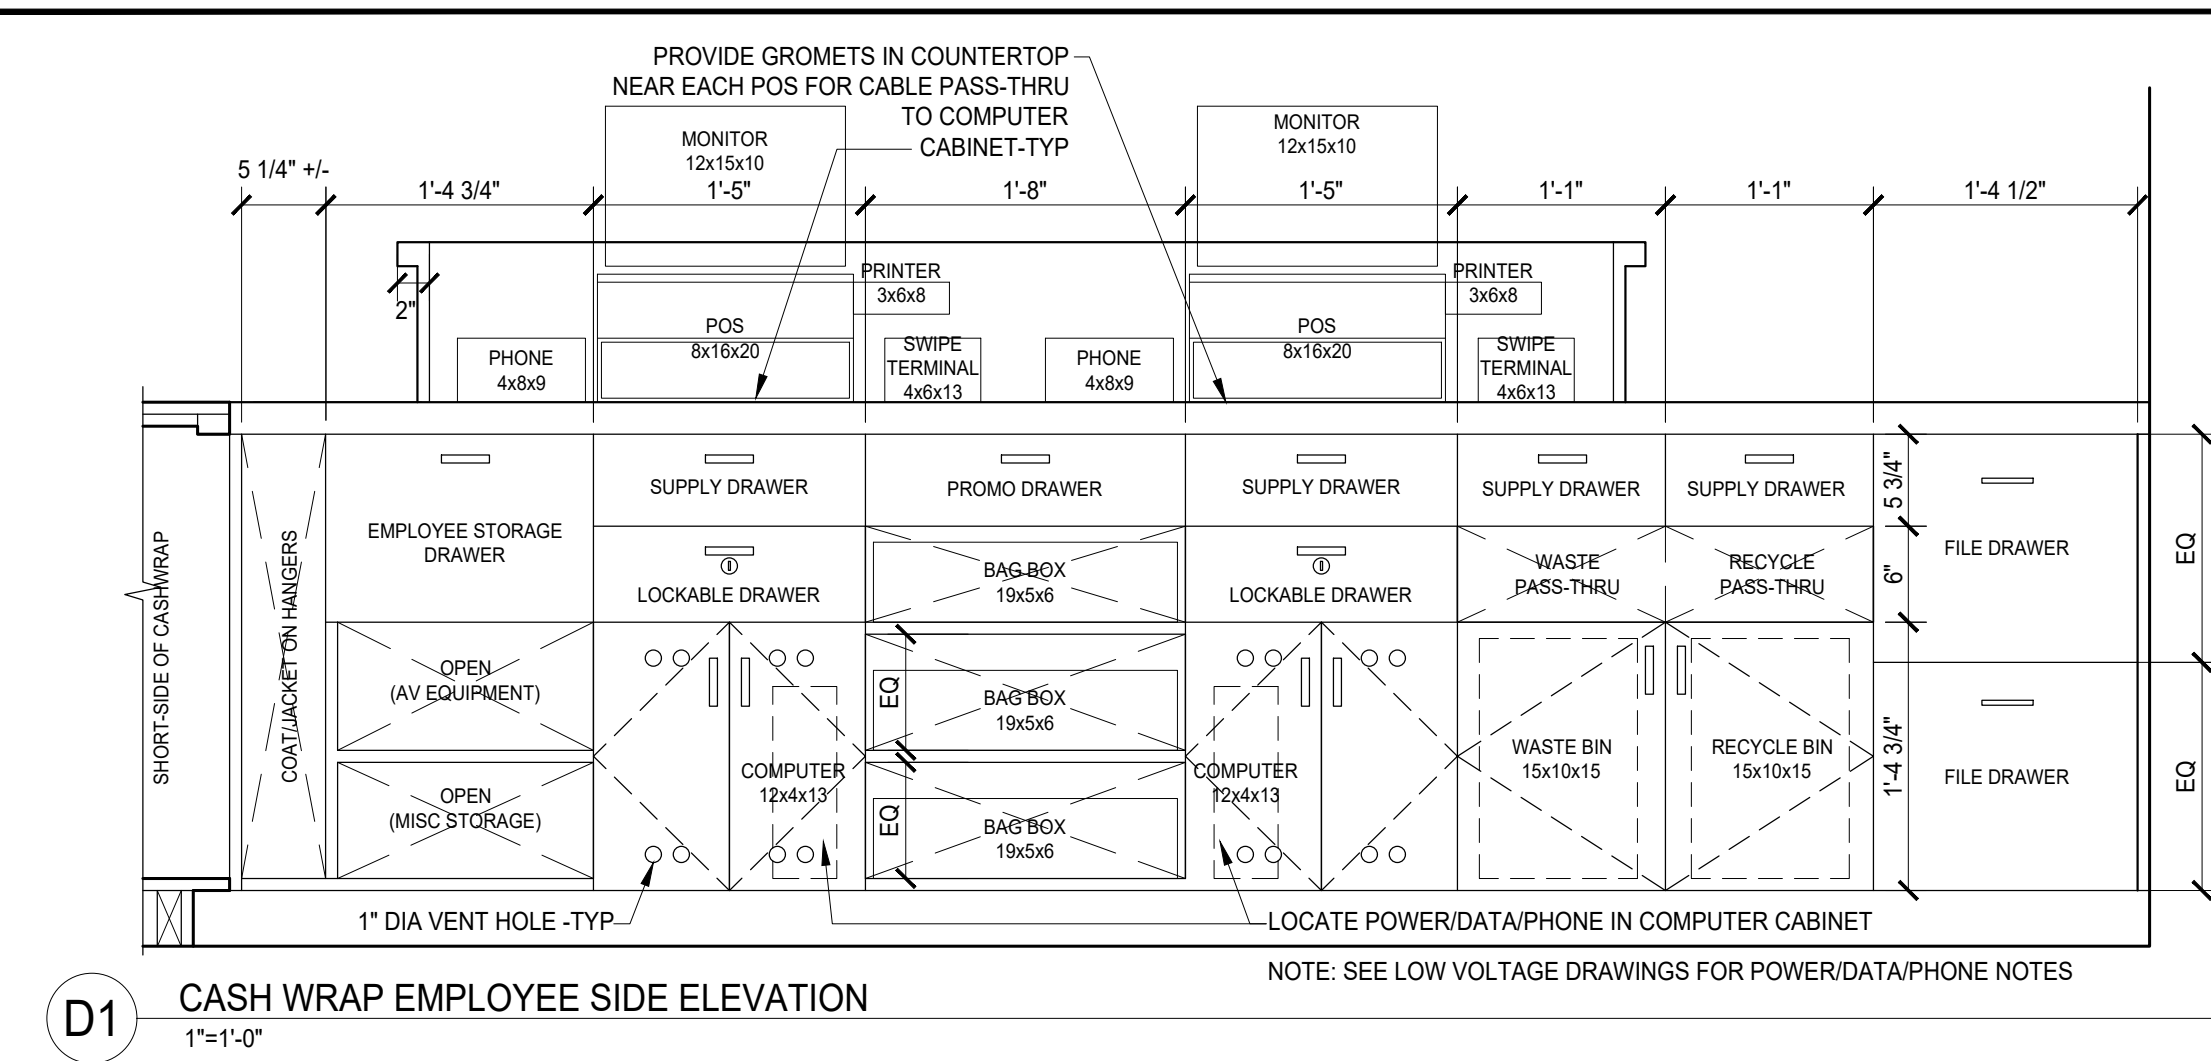 PROVIDE GROMETS IN COUNTERTOP
NEAR EACH POS FOR CABLE PASS-THRU
TO COMPUTER
CABINET-TYP
MONITOR
12x15x10
MONITOR
12x15x10
5 1/4" +/-
1'-4 3/4"
1'-5"
1'-8"
1'-5"
1'-1"
1'-1"
1'-4 1/2"
2"
PHONE
4x8x9
POS
8x16x20
PRINTER
3x6x8
SWIPE
TERMINAL
4x6x13
PHONE
4x8x9
POS
8x16x20
PRINTER
3x6x8
SWIPE
TERMINAL
4x6x13
SHORT-SIDE OF CASHWRAP
COAT/JACKET ON HANGERS
EMPLOYEE STORAGE
DRAWER
OPEN
(AV EQUIPMENT)
OPEN
(MISC STORAGE)
SUPPLY DRAWER
LOCKABLE DRAWER
COMPUTER
12x4x13
PROMO DRAWER
BAG BOX
19x5x6
EQ
BAG BOX
19x5x6
EQ
BAG BOX
19x5x6
SUPPLY DRAWER
LOCKABLE DRAWER
COMPUTER
12x4x13
SUPPLY DRAWER
WASTE
PASS-THRU
WASTE BIN
15x10x15
SUPPLY DRAWER
RECYCLE
PASS-THRU
RECYCLE BIN
15x10x15
5 3/4"
6"
1'-4 3/4"
FILE DRAWER
FILE DRAWER
EQ
EQ
1" DIA VENT HOLE -TYP
LOCATE POWER/DATA/PHONE IN COMPUTER CABINET
NOTE: SEE LOW VOLTAGE DRAWINGS FOR POWER/DATA/PHONE NOTES
D1
CASH WRAP EMPLOYEE SIDE ELEVATION
1"=1'-0"